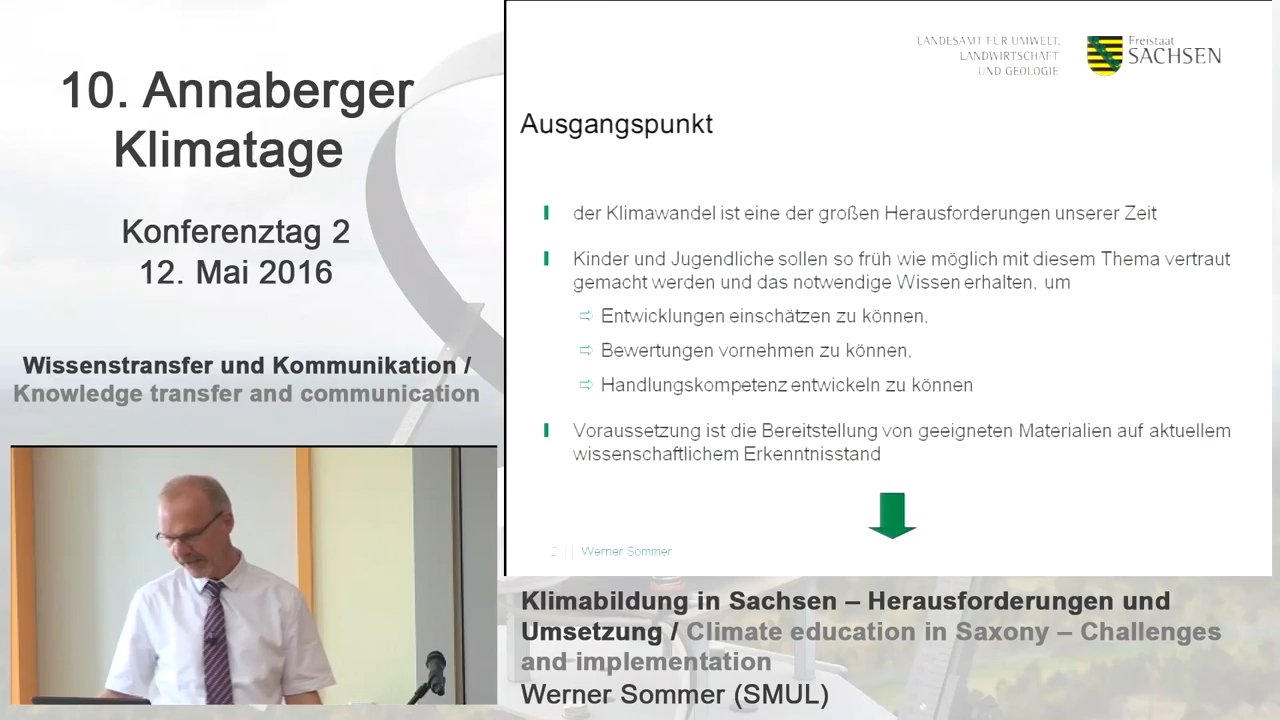 10. Annaberger
Klimatage
Konferenztag 2
12. Mai 2016
Wissenstransfer und Kommunikation /
Knowledge transfer and communication
LANDESAMT FÜR UMWELT,
LANDWIRTSCHAFT
UND GEOLOGIE
Freistaat
SACHSEN
Ausgangspunkt
der Klimawandel ist eine der großen Herausforderungen unserer Zeit
Kinder und Jugendliche sollen so früh wie möglich mit diesem Thema vertraut
gemacht werden und das notwendige Wissen erhalten, um
⇨ Entwicklungen einschätzen zu können,
⇨ Bewertungen vornehmen zu können,
⇨ Handlungskompetenz entwickeln zu können
Voraussetzung ist die Bereitstellung von geeigneten Materialien auf aktuellem
wissenschaftlichem Erkenntnisstand
2 | | Werner Sommer
Klimabildung in Sachsen – Herausforderungen und
Umsetzung / Climate education in Saxony – Challenges
and implementation
Werner Sommer (SMUL)